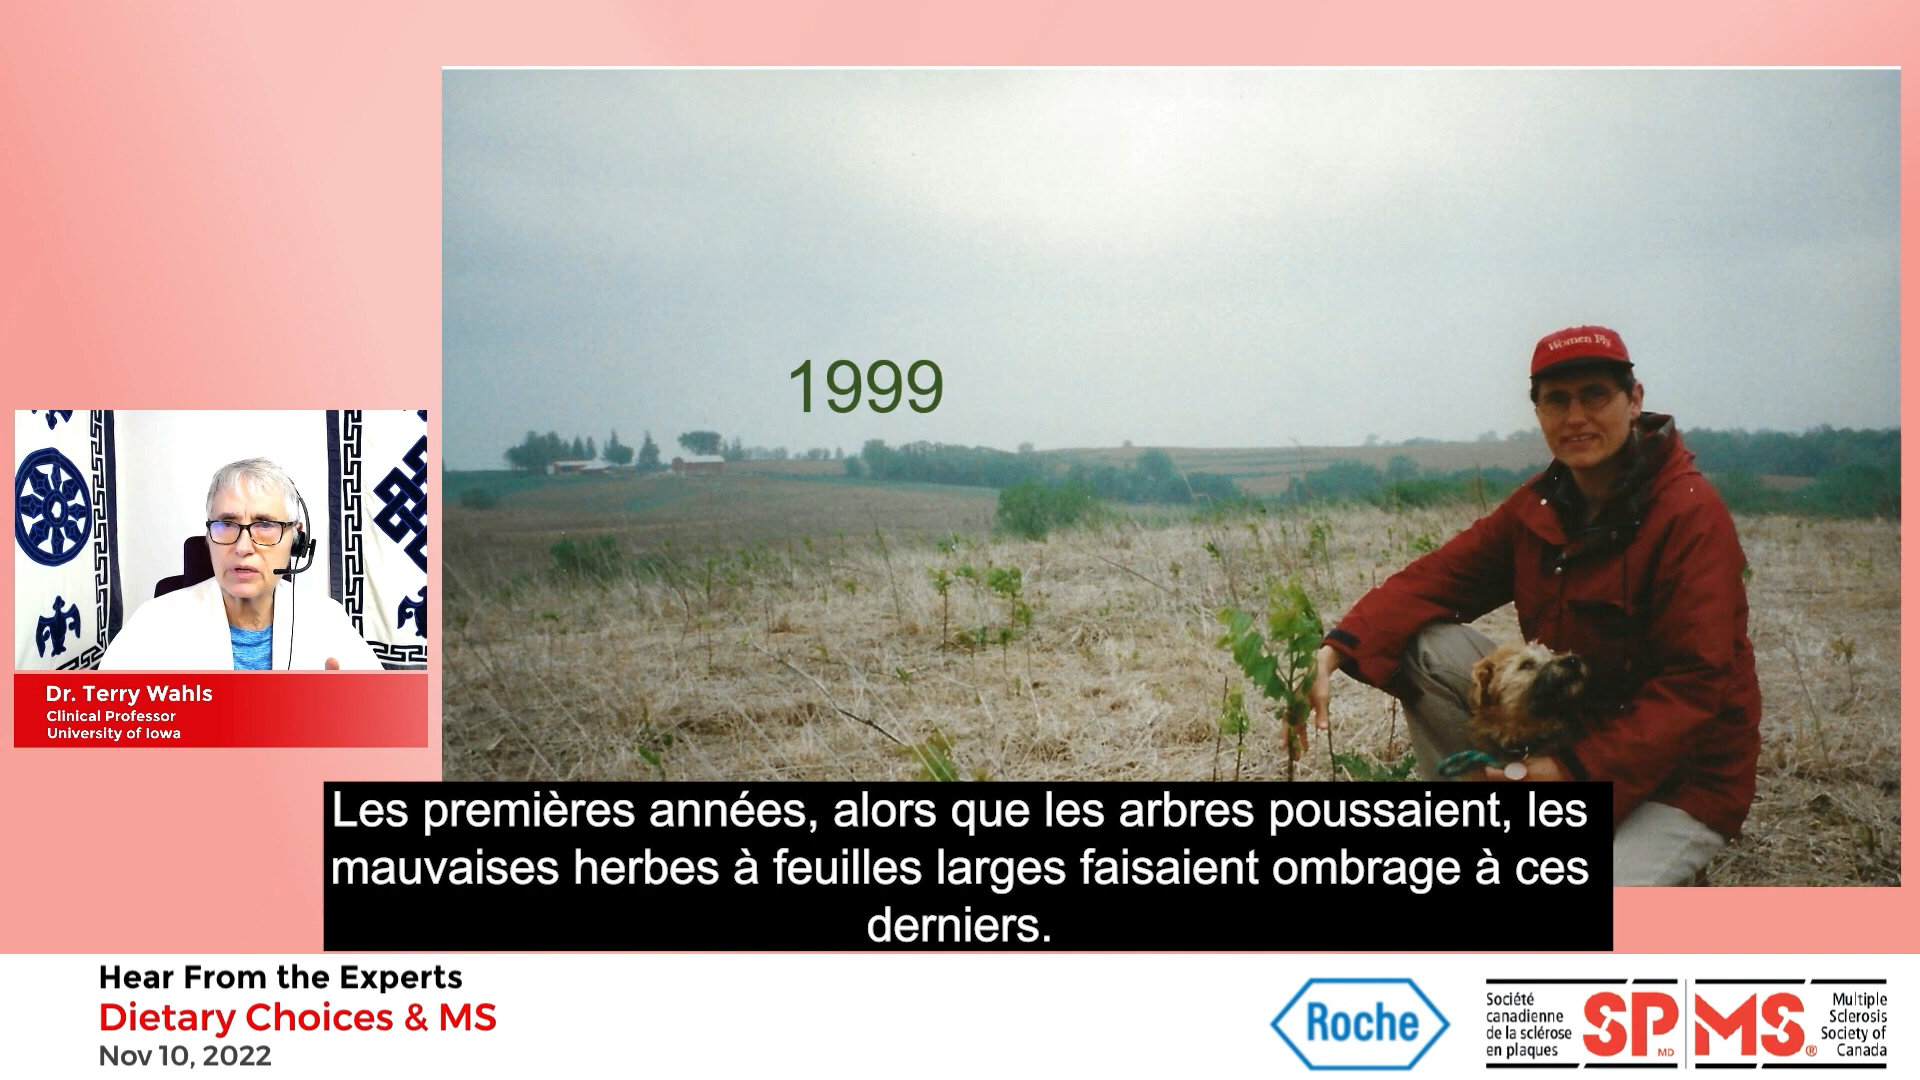 1999
Women Fly
Dr. Terry Wahls
Clinical Professor
University of Iowa
Les premières années, alors que les arbres poussaient, les
mauvaises herbes à feuilles larges faisaient ombrage à ces
derniers.
Hear From the Experts
Dietary Choices & MS
Nov 10, 2022
Roche
Société
canadienne
de la sclérose
en plaques
SP
MD
MS
®
Multiple
Sclerosis
Society of
Canada